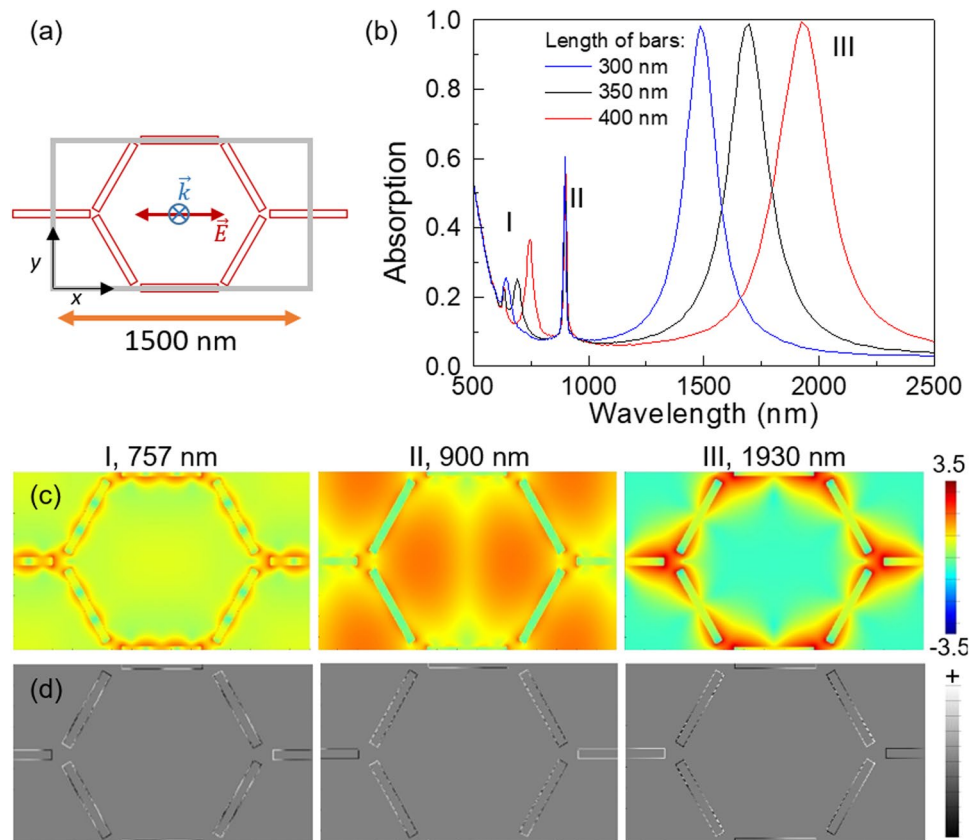 (a)
k
E
y
x
1500 nm
(b)
Absorption
1.0
0.8
0.6
0.4
0.2
0.0
Length of bars:
300 nm
350 nm
400 nm
I
II
III
500
1000
1500
2000
2500
Wavelength (nm)
I, 757 nm
II, 900 nm
III, 1930 nm
(c)
3.5
-3.5
(d)
+
-